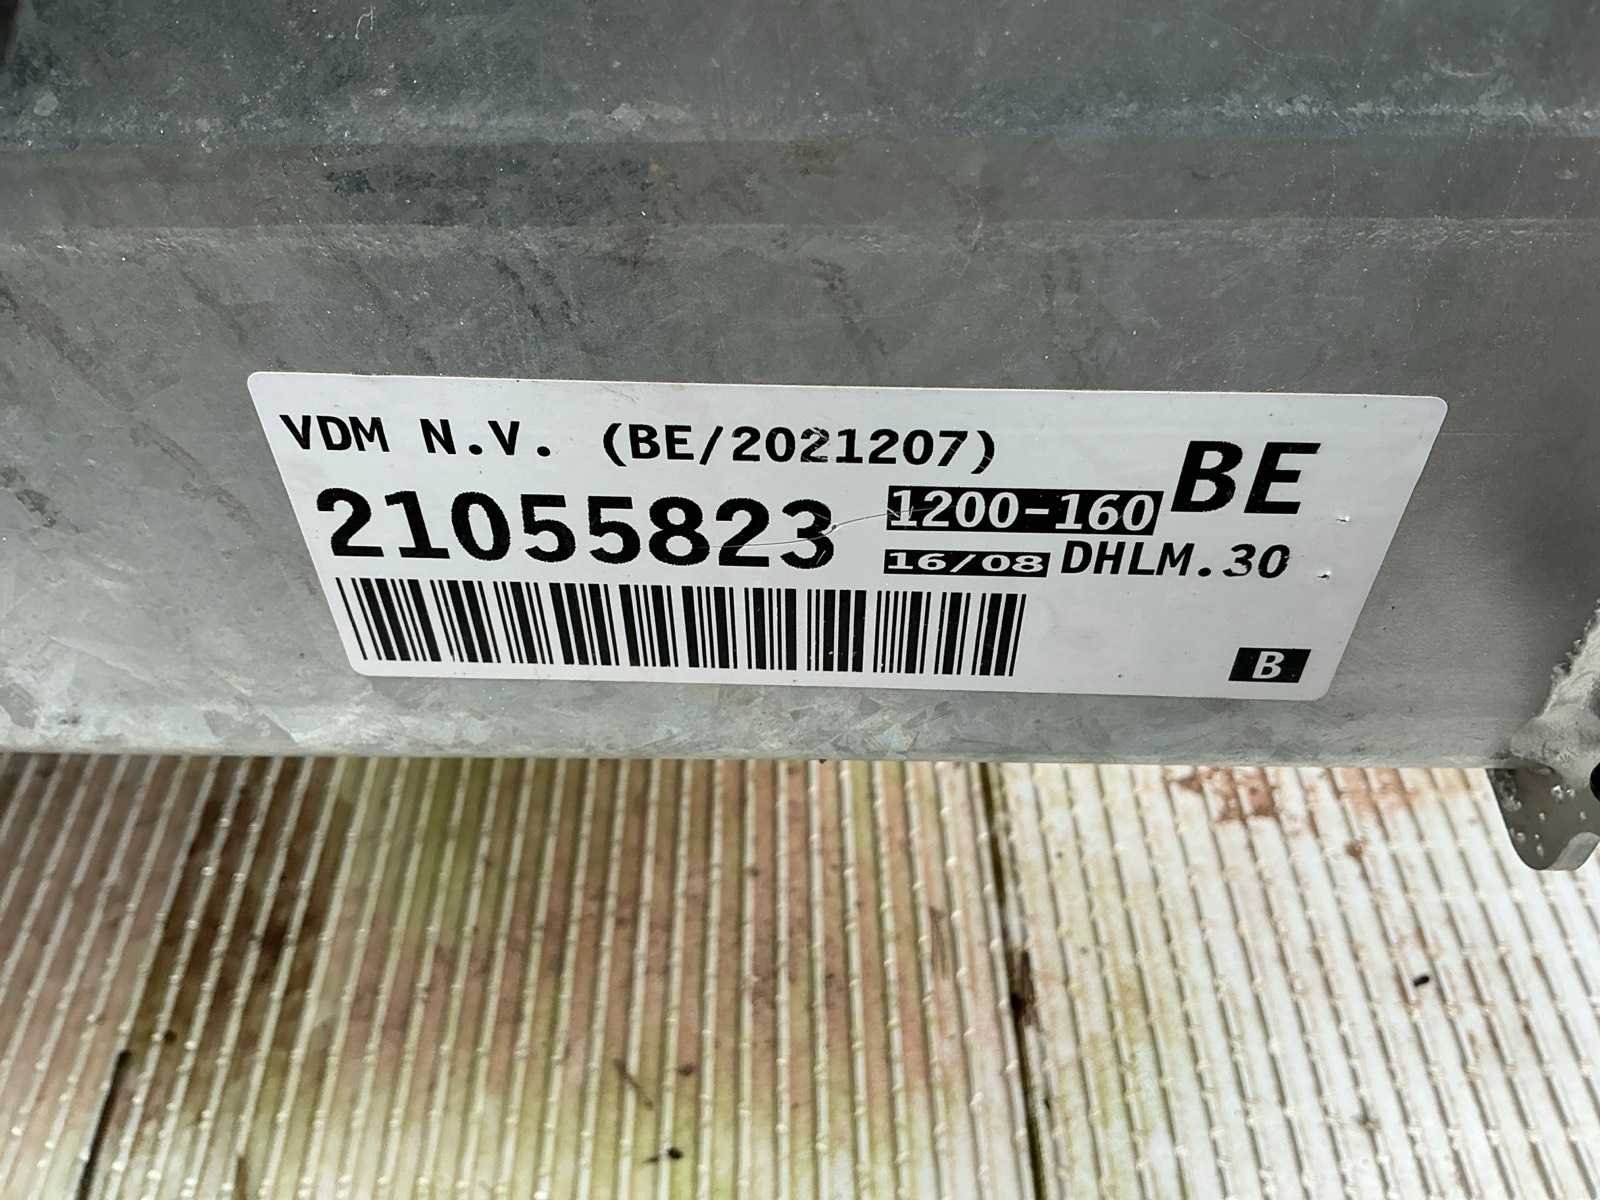 VDM N.V. (BE/2021207)
21055823 1200-160 BE
16/08 DHLM.30
B